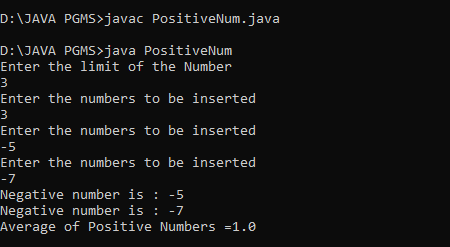 D:\JAVA PGMS>javac PositiveNum.java
D:\JAVA PGMS>java PositiveNum
Enter the limit of the Number
3
Enter the numbers to be inserted
3
Enter the numbers to be inserted
-5
Enter the numbers to be inserted
-7
Negative number is : -5
Negative number is : -7
Average of Positive Numbers =1.0